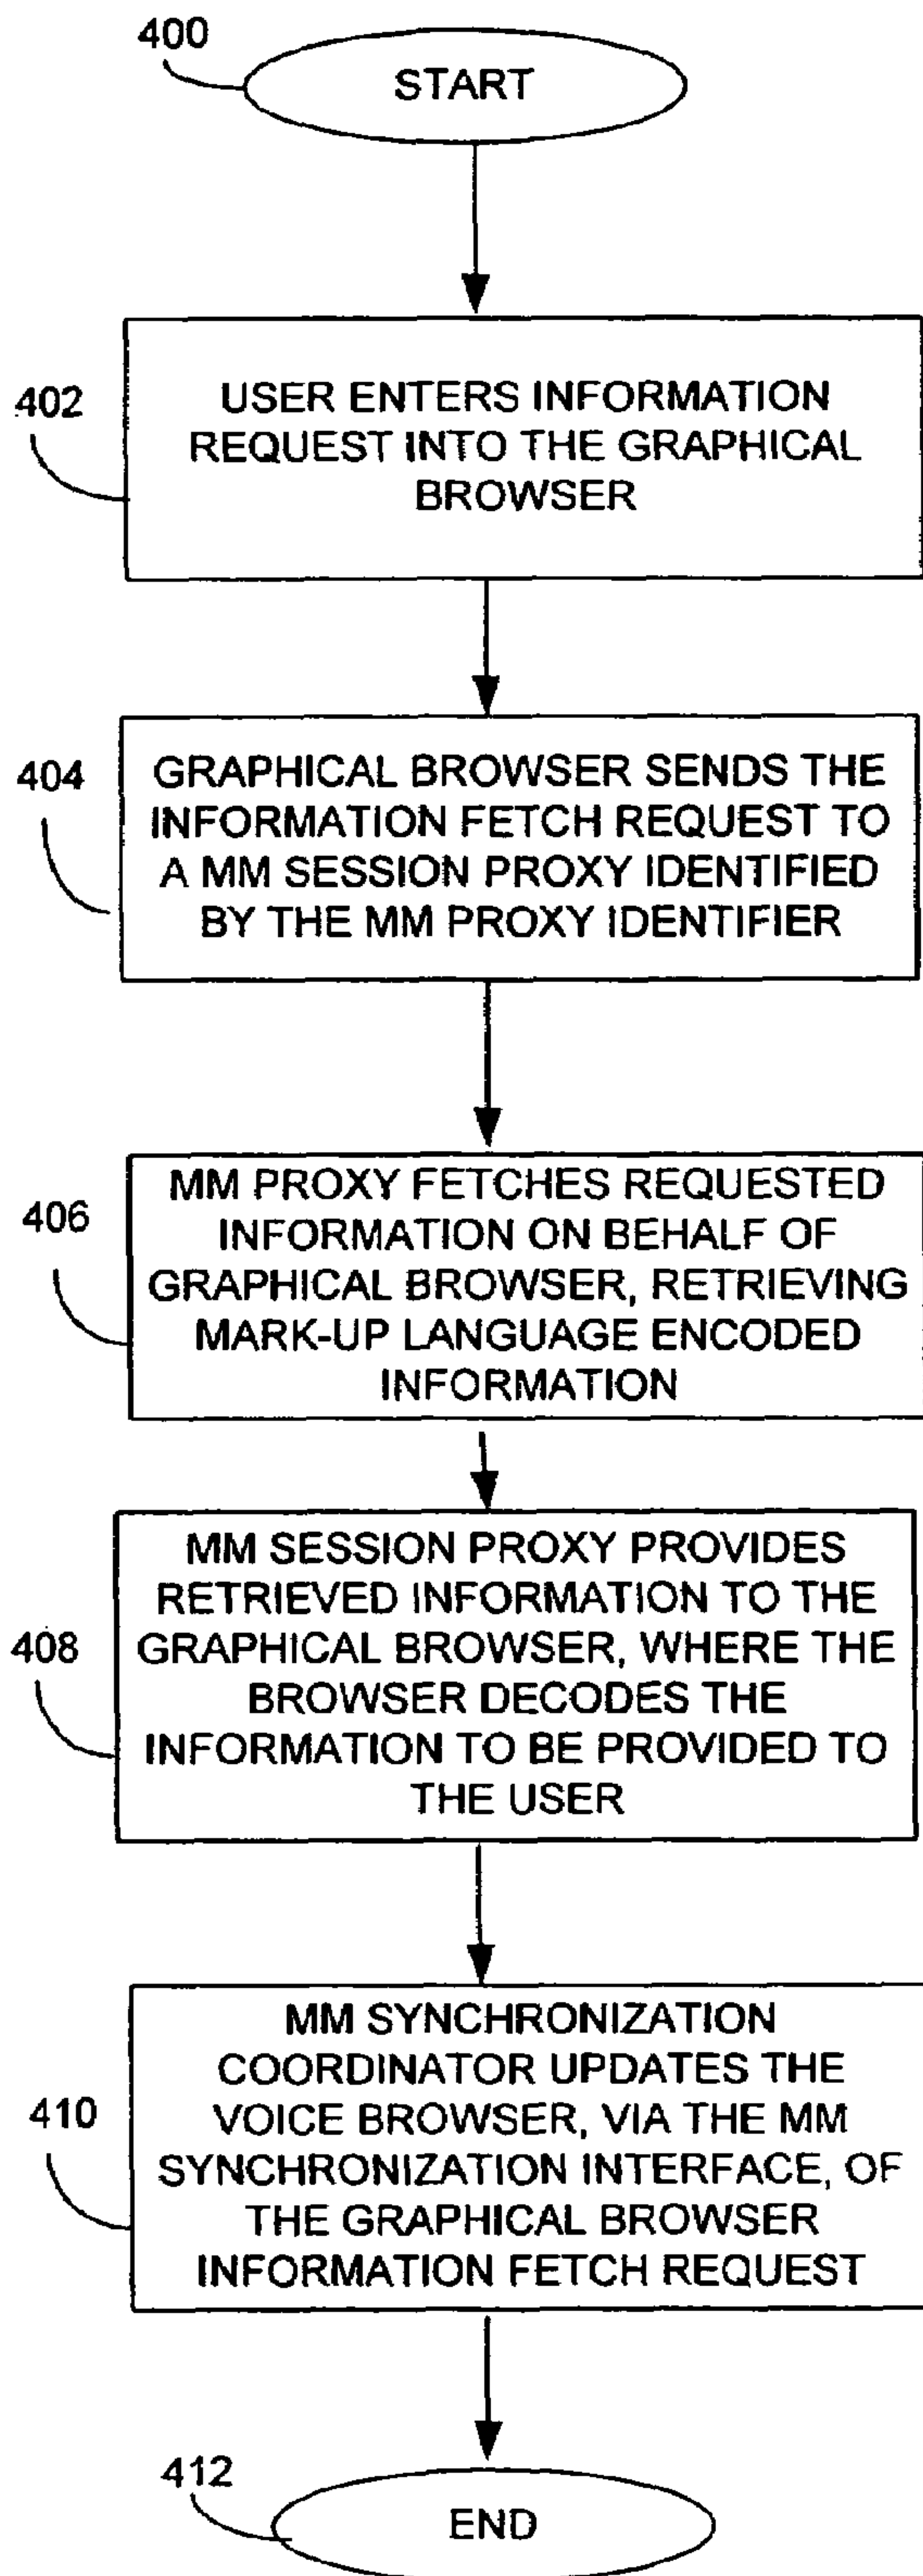 400
START
402
USER ENTERS INFORMATION
REQUEST INTO THE GRAPHICAL
BROWSER
404
GRAPHICAL BROWSER SENDS THE
INFORMATION FETCH REQUEST TO
A MM SESSION PROXY IDENTIFIED
BY THE MM PROXY IDENTIFIER
406
MM PROXY FETCHES REQUESTED
INFORMATION ON BEHALF OF
GRAPHICAL BROWSER, RETRIEVING
MARK-UP LANGUAGE ENCODED
INFORMATION
408
MM SESSION PROXY PROVIDES
RETRIEVED INFORMATION TO THE
GRAPHICAL BROWSER, WHERE THE
BROWSER DECODES THE
INFORMATION TO BE PROVIDED TO
THE USER
410
MM SYNCHRONIZATION
COORDINATOR UPDATES THE
VOICE BROWSER, VIA THE MM
SYNCHRONIZATION INTERFACE, OF
THE GRAPHICAL BROWSER
INFORMATION FETCH REQUEST
412
END